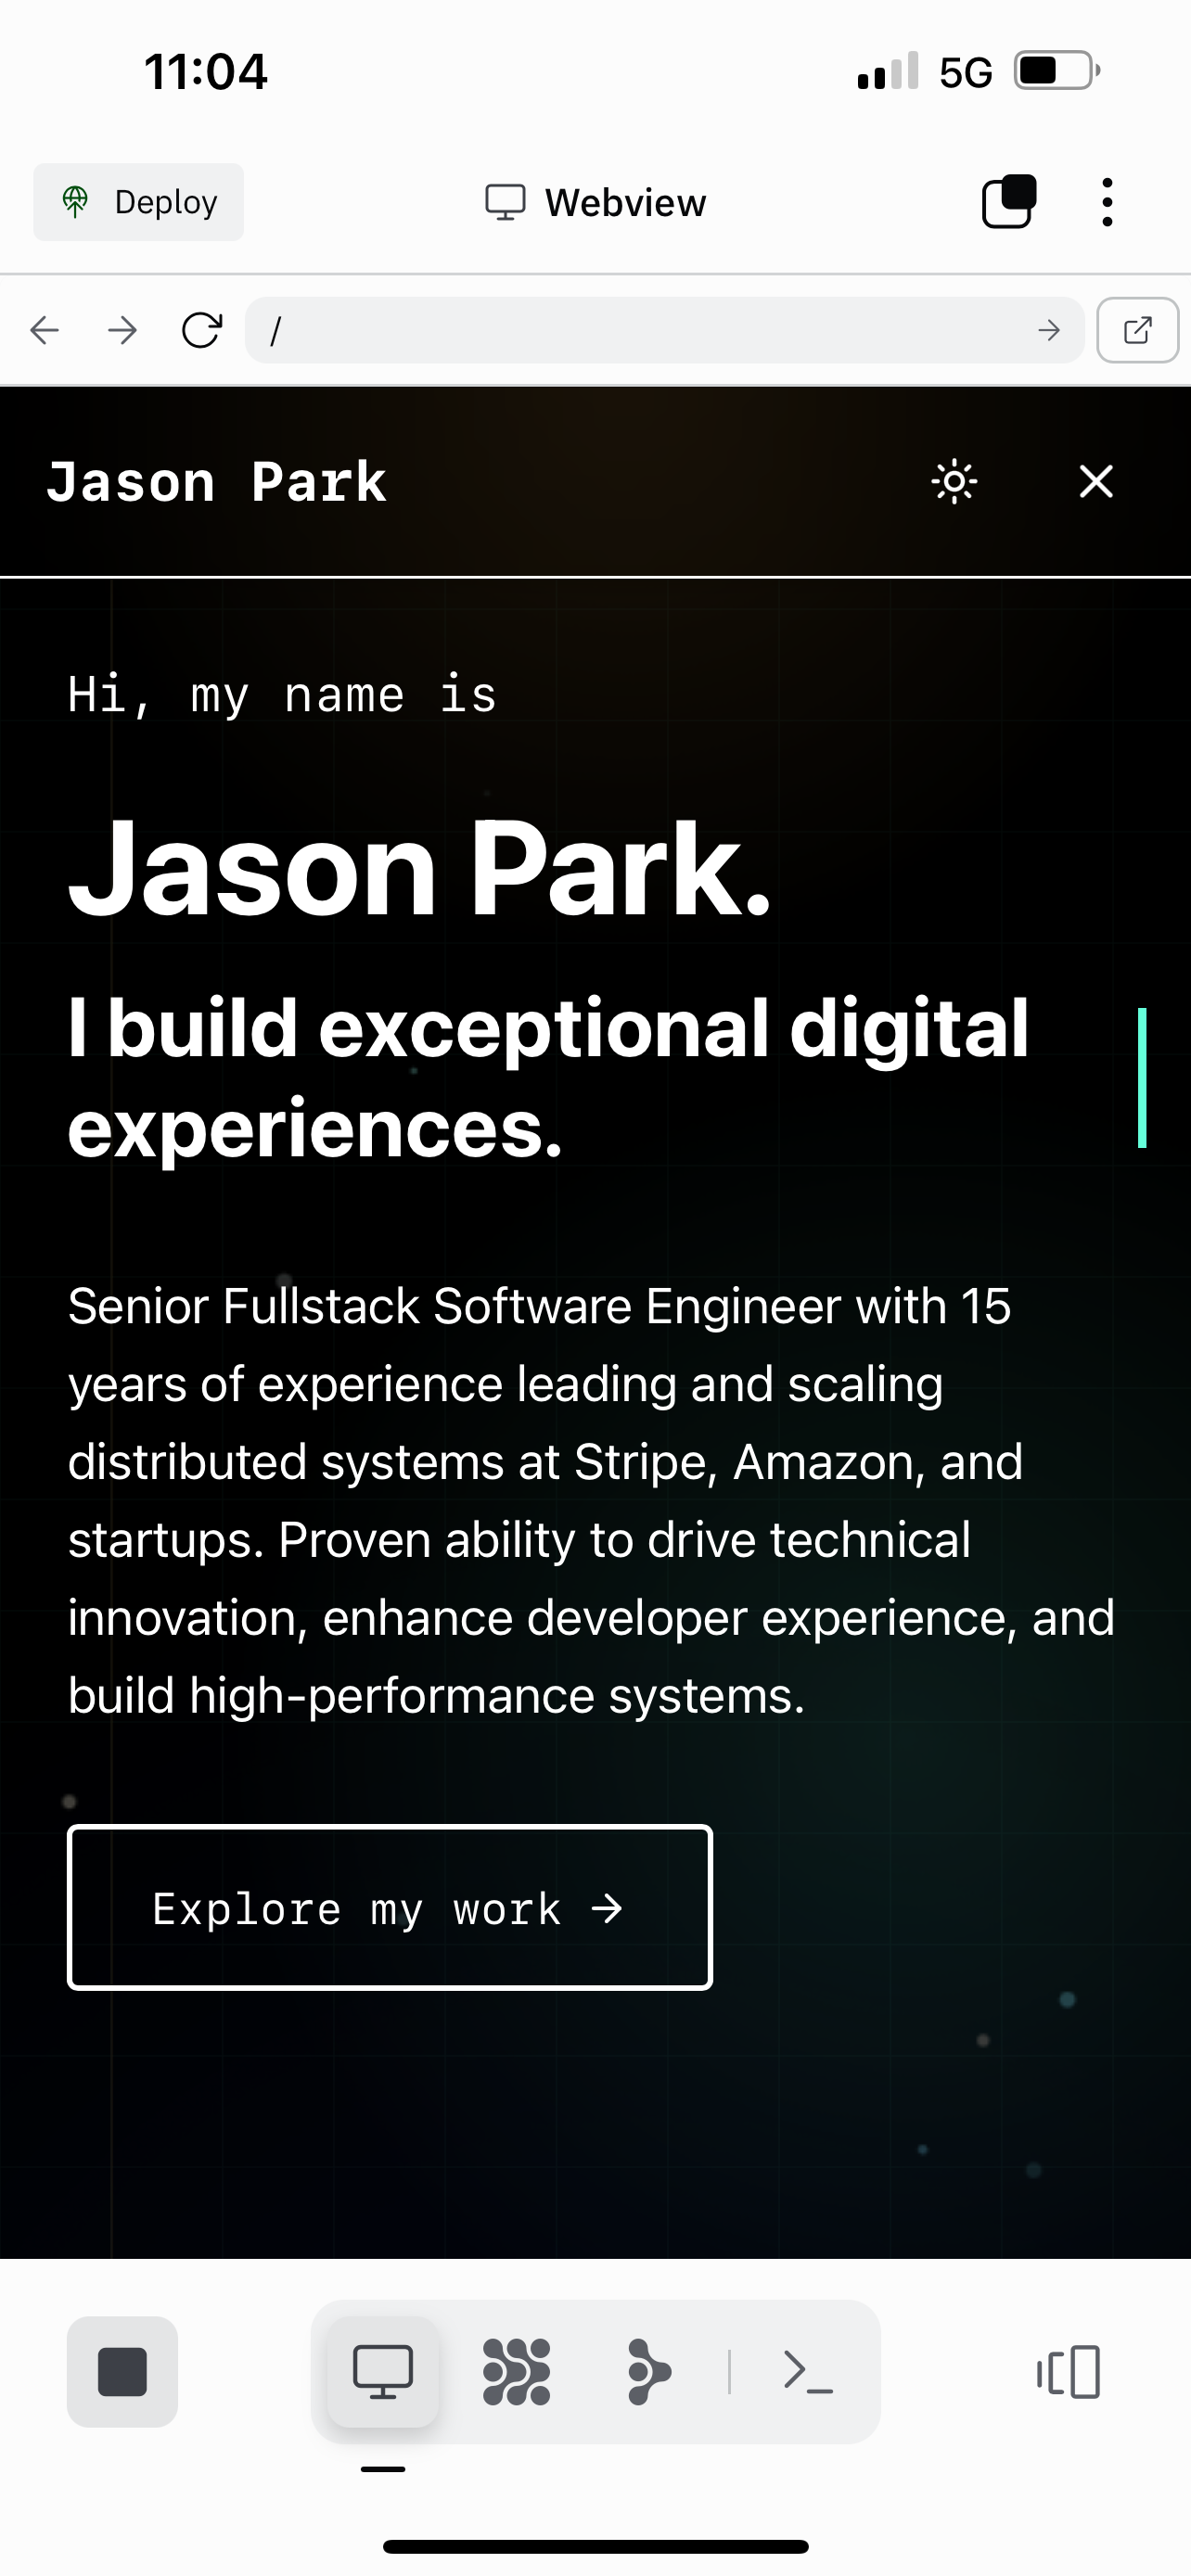 11:04 5G
Deploy Webview
/
Jason Park
Hi, my name is
Jason Park.
I build exceptional digital
experiences.
Senior Fullstack Software Engineer with 15
years of experience leading and scaling
distributed systems at Stripe, Amazon, and
startups. Proven ability to drive technical
innovation, enhance developer experience, and
build high-performance systems.
Explore my work →